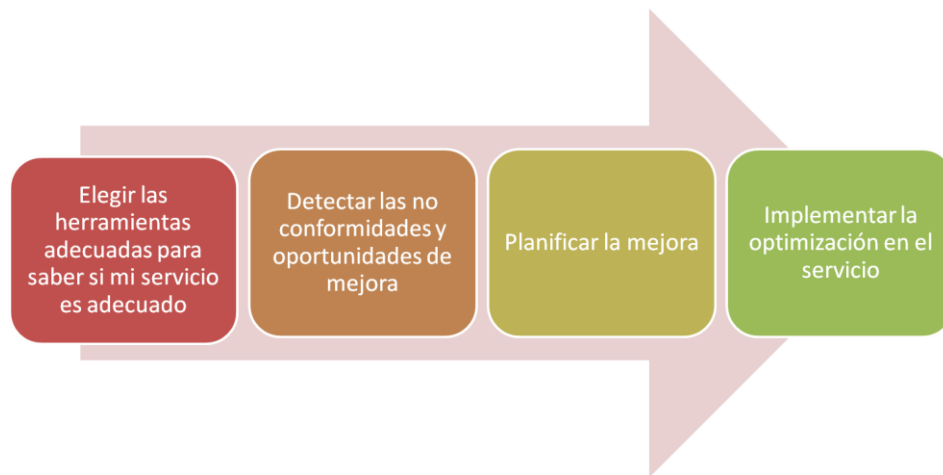 Elegir las
herramientas
adecuadas para
saber si mi servicio
es adecuado
Detectar las no
conformidades y
oportunidades de
mejora
Planificar la mejora
Implementar la
optimización en el
servicio